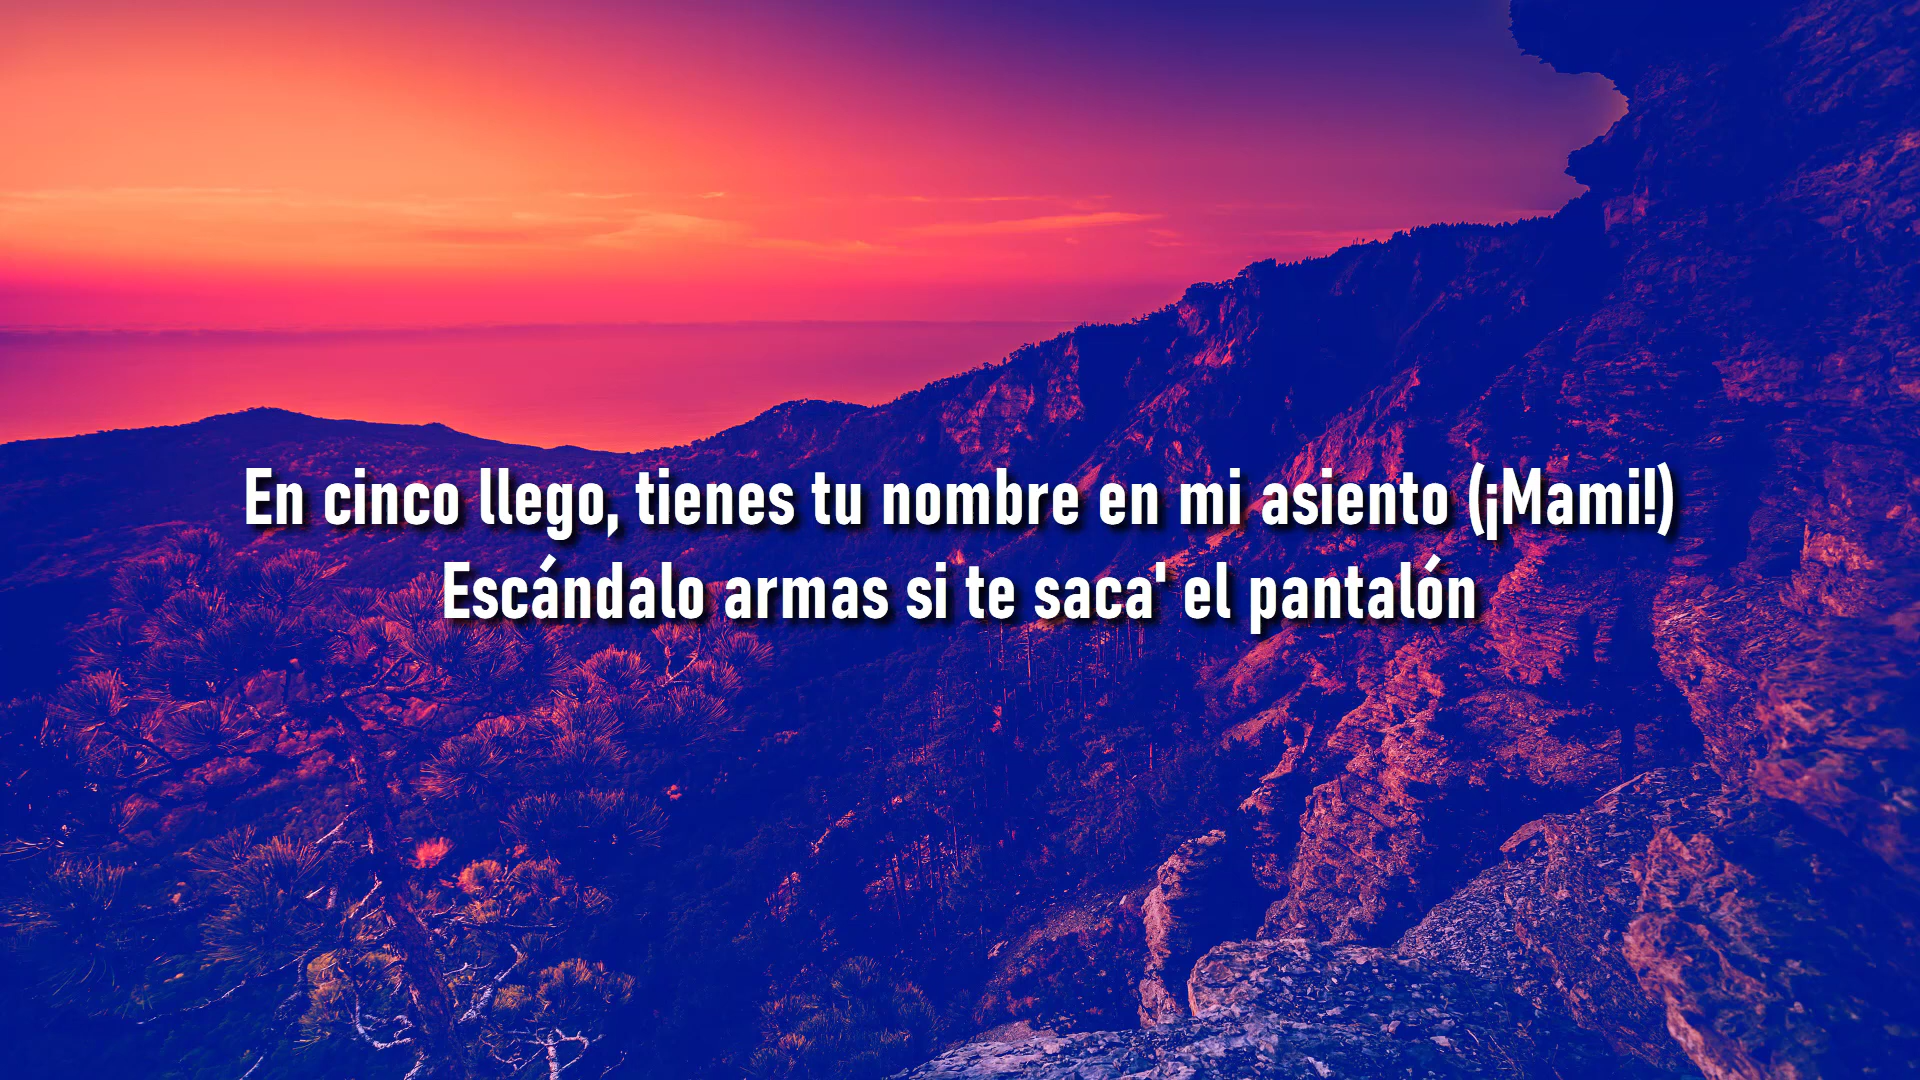 En cinco llego, tienes tu nombre en mi asiento (¡Mami!)
Escándalo armas si te saca' el pantalón